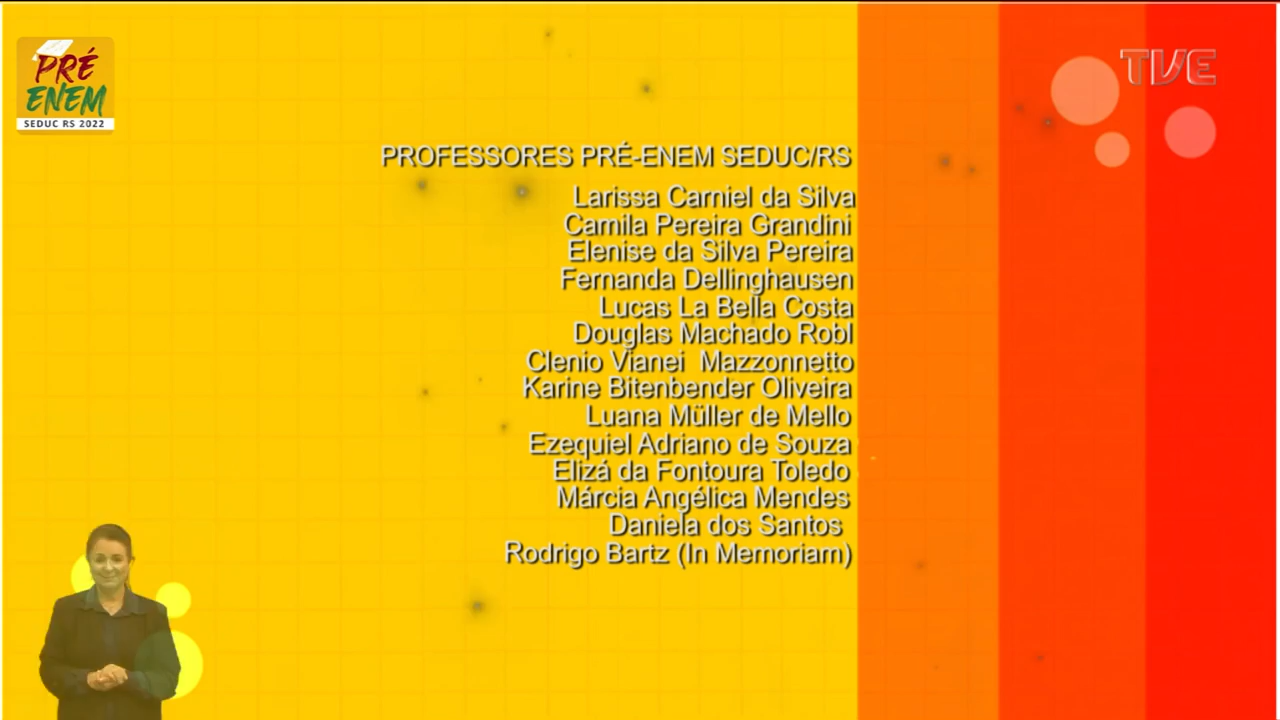 PRÉ
ENEM
SEDUC RS 2022
TVE
PROFESSORES PRÉ-ENEM SEDUC/RS
Larissa Carniel da Silva
Camila Pereira Grandini
Elenise da Silva Pereira
Fernanda Dellinghausen
Lucas La Bella Costa
Douglas Machado Robl
Clenio Vianei  Mazzonnetto
Karine Bitenbender Oliveira
Luana Müller de Mello
Ezequiel Adriano de Souza
Elizá da Fontoura Toledo
Márcia Angélica Mendes
Daniela dos Santos
Rodrigo Bartz (In Memoriam)